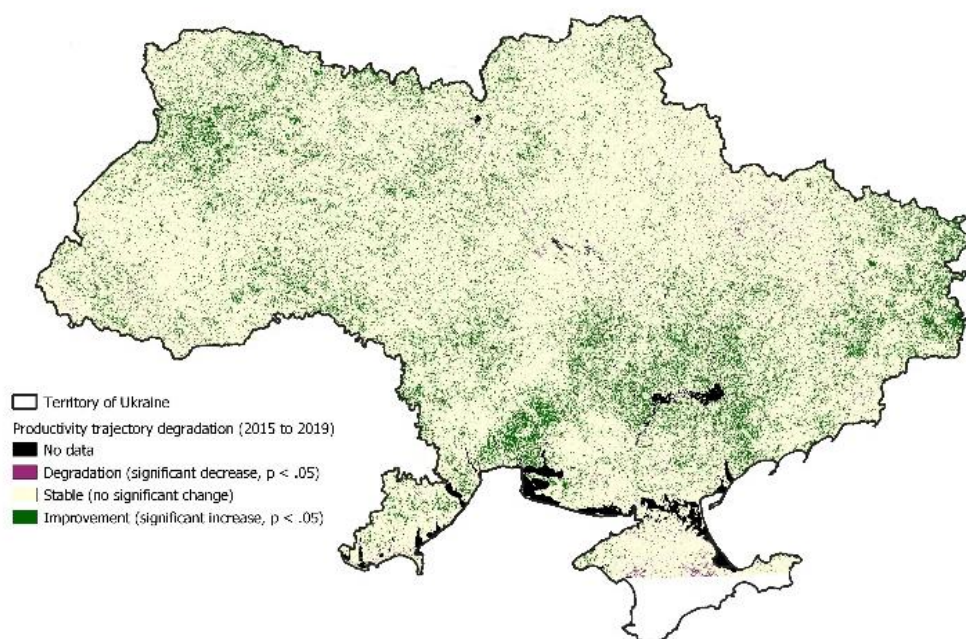 Territory of Ukraine
Productivity trajectory degradation (2015 to 2019)
No data
Degradation (significant decrease, p < .05)
Stable (no significant change)
Improvement (significant increase, p < .05)